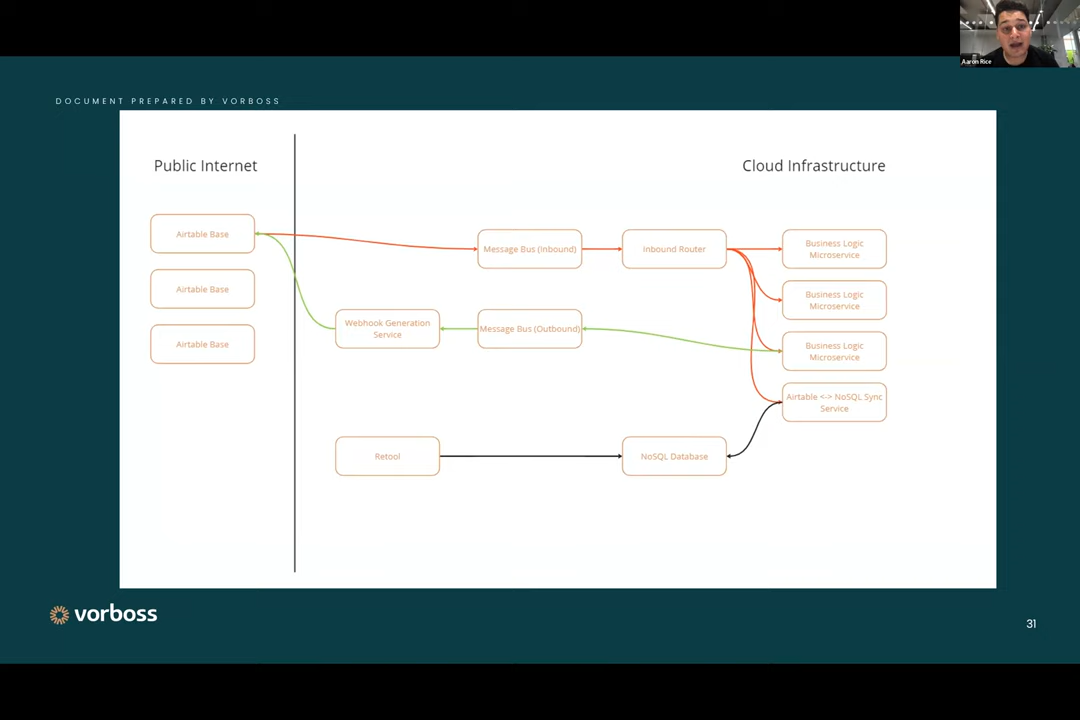 Aaron Rice
DOCUMENT PREPARED BY VORBOSS
Public Internet
Cloud Infrastructure
Airtable Base
Airtable Base
Airtable Base
Message Bus (Inbound)
Inbound Router
Business Logic
Microservice
Business Logic
Microservice
Webhook Generation
Service
Message Bus (Outbound)
Business Logic
Microservice
Airtable <-> NoSQL Sync
Service
Retool
NoSQL Database
vorboss
31